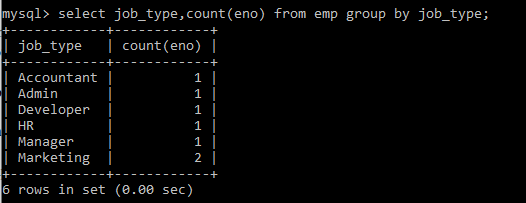 mysql> select job_type,count(eno) from emp group by job_type;
+------------+------------+
| job_type   | count(eno) |
+------------+------------+
| Accountant |          1 |
| Admin      |          1 |
| Developer  |          1 |
| HR         |          1 |
| Manager    |          1 |
| Marketing  |          2 |
+------------+------------+
6 rows in set (0.00 sec)